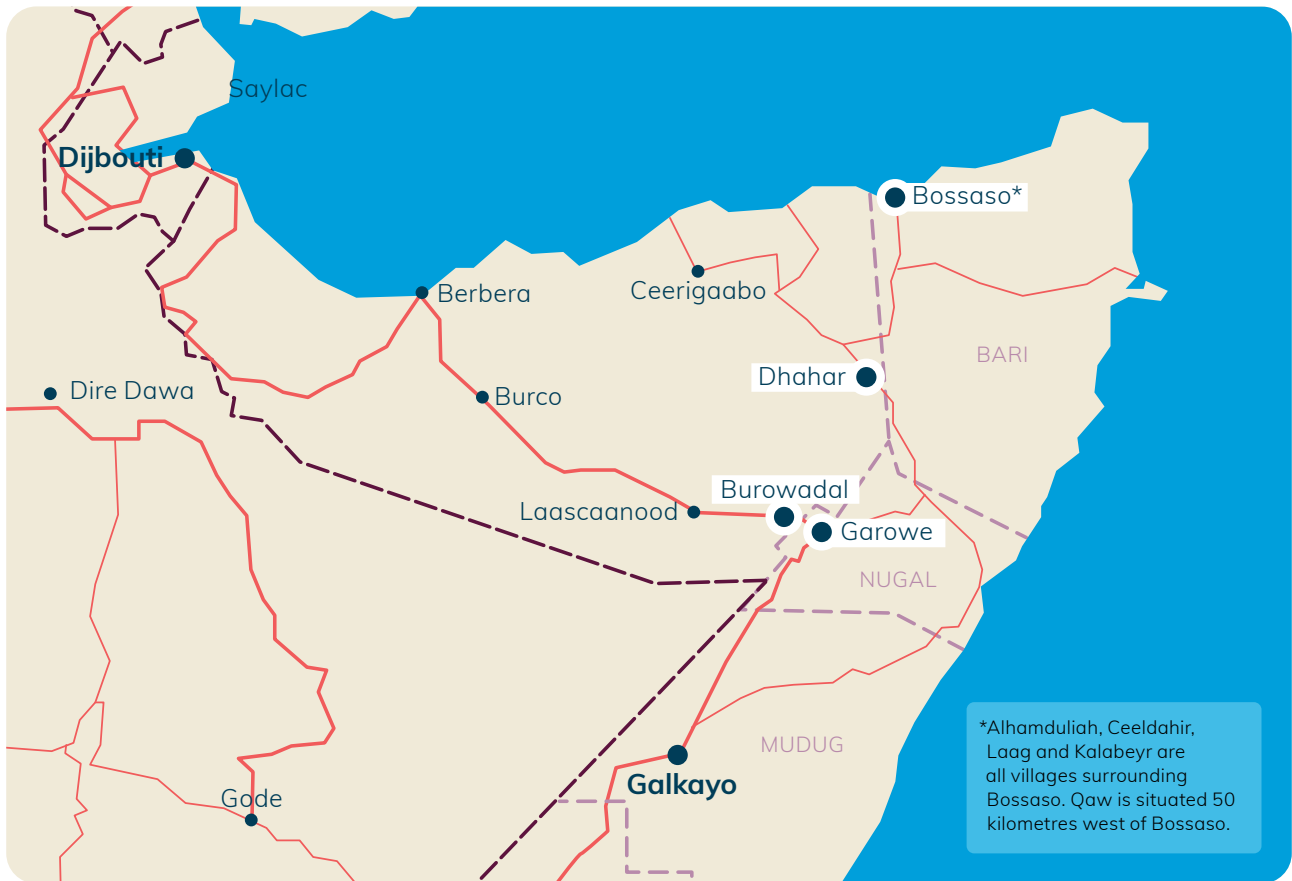 Saylac
Dijbouti
Bossaso*
Ceerigaabo
Berbera
BARI
Dhahar
Dire Dawa
Burco
Burowadal
Laascaanood
Garowe
NUGAL
MUDUG
Galkayo
Gode
*Alhamduliah, Ceeldahir,
Laag and Kalabeyr are
all villages surrounding
Bossaso. Qaw is situated 50
kilometres west of Bossaso.